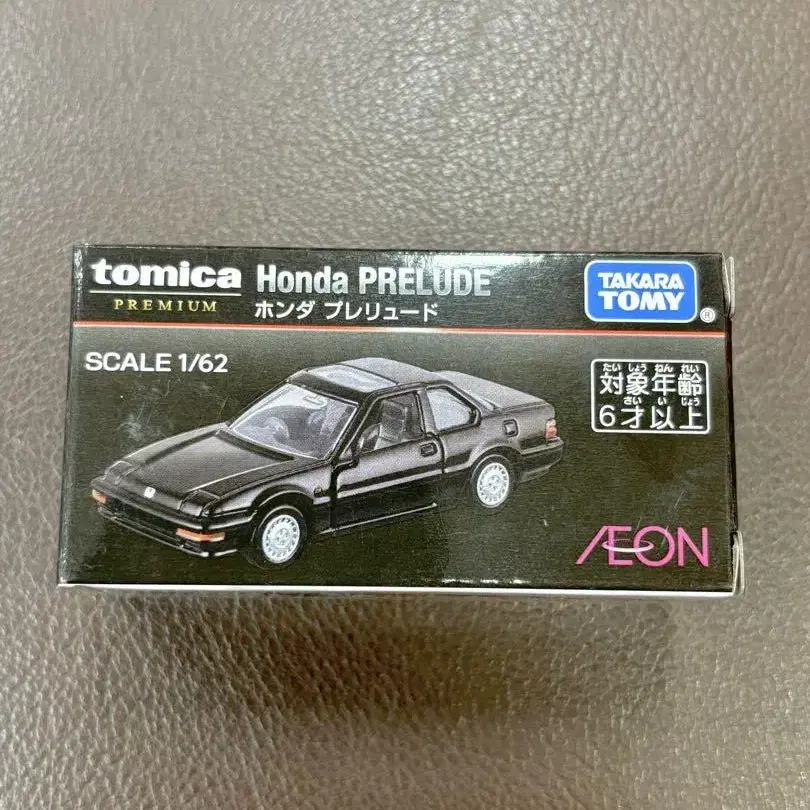 tomica
PREMIUM
Honda PRELUDE
ホンダ プレリュード
TAKARA
TOMY
®
SCALE 1/62
たいしょうねんれい
対象年齢
さいいじょう
6才以上
ÆON